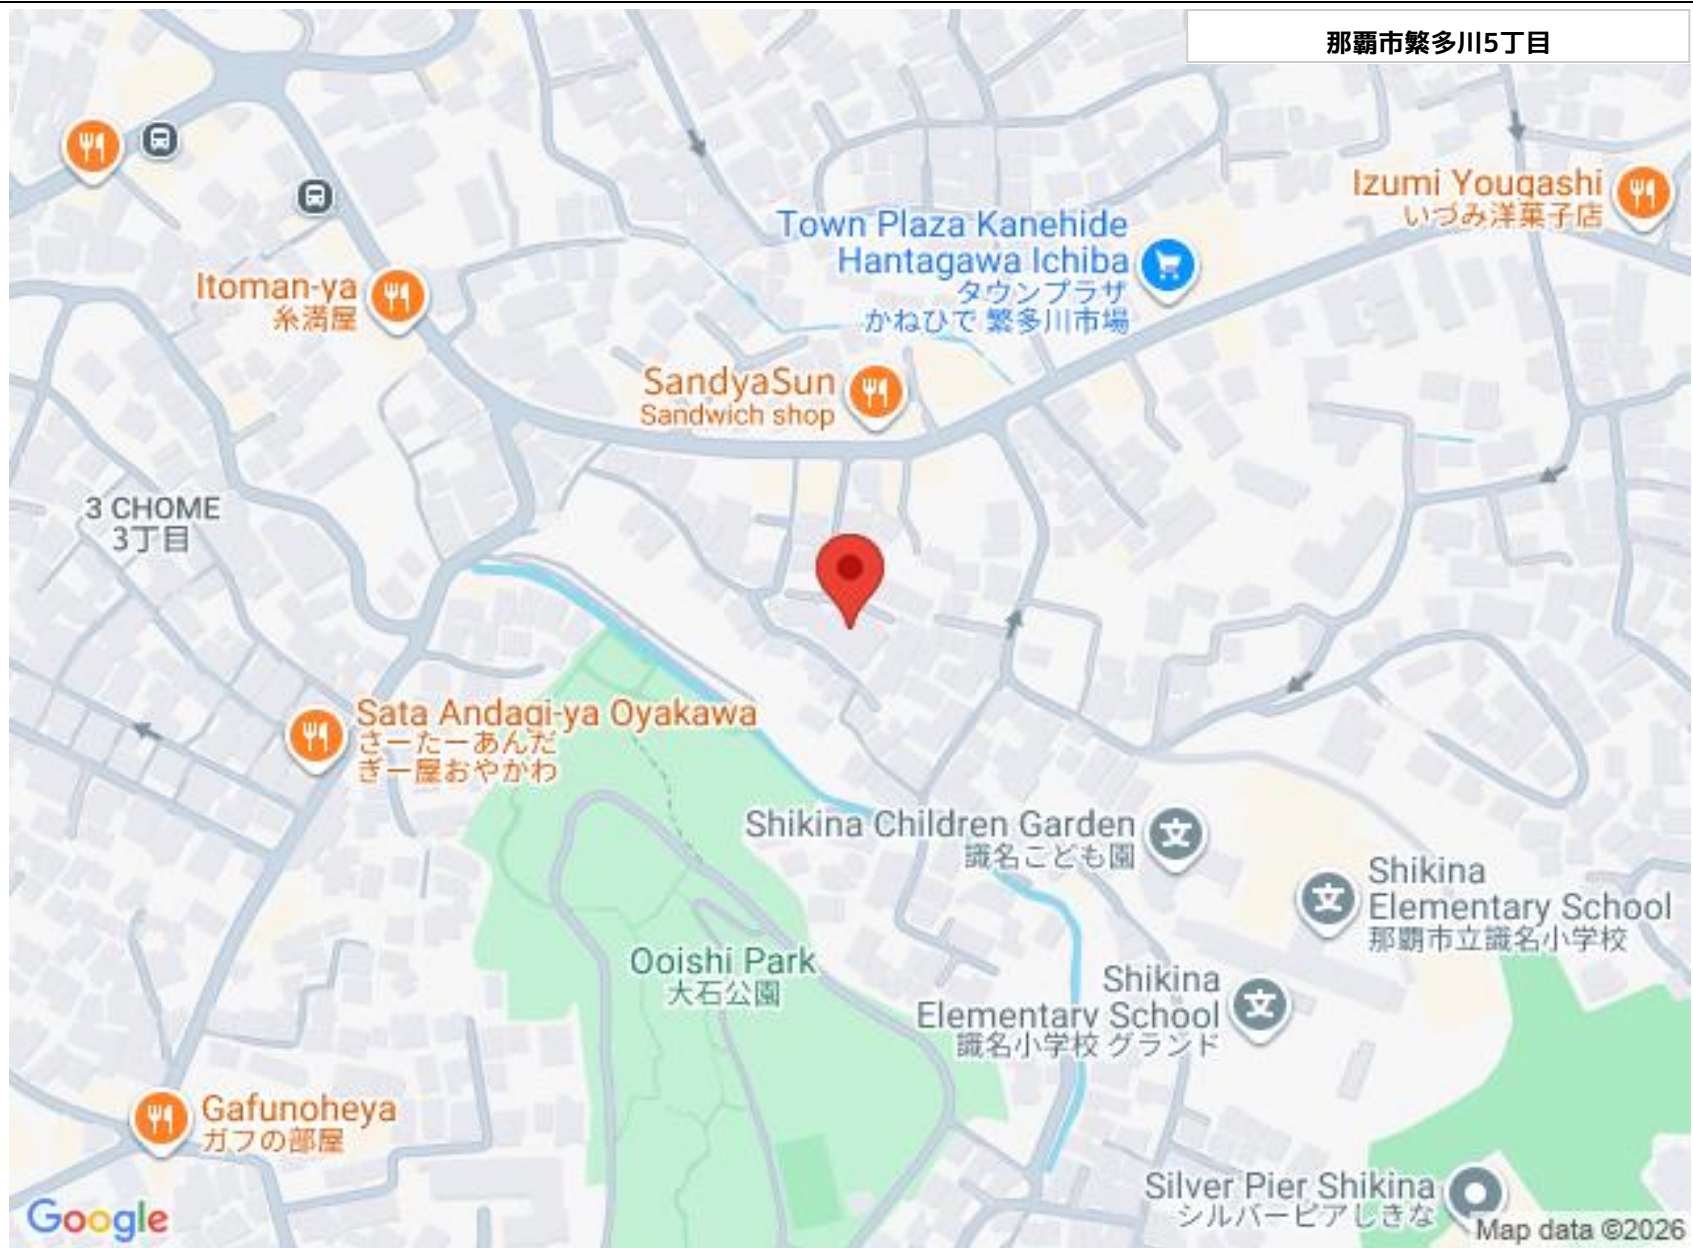 那覇市繁多川5丁目
Izumi Yougashi
いづみ洋菓子店
Town Plaza Kanehide
Hantagawa Ichiba
タウンプラザ
かねひで 繁多川市場
Itoman-ya
糸満屋
SandyaSun
Sandwich shop
3 CHOME
3丁目
Sata Andagi-ya Oyakawa
さーたーあんだ
ぎー屋おやかわ
Shikina Children Garden
識名こども園
Shikina
Elementary School
那覇市立識名小学校
Ooishi Park
大石公園
Shikina
Elementary School
識名小学校 グランド
Gafunoheya
ガフの部屋
Silver Pier Shikina
シルバーピアしきな
Google
Map data ©2026